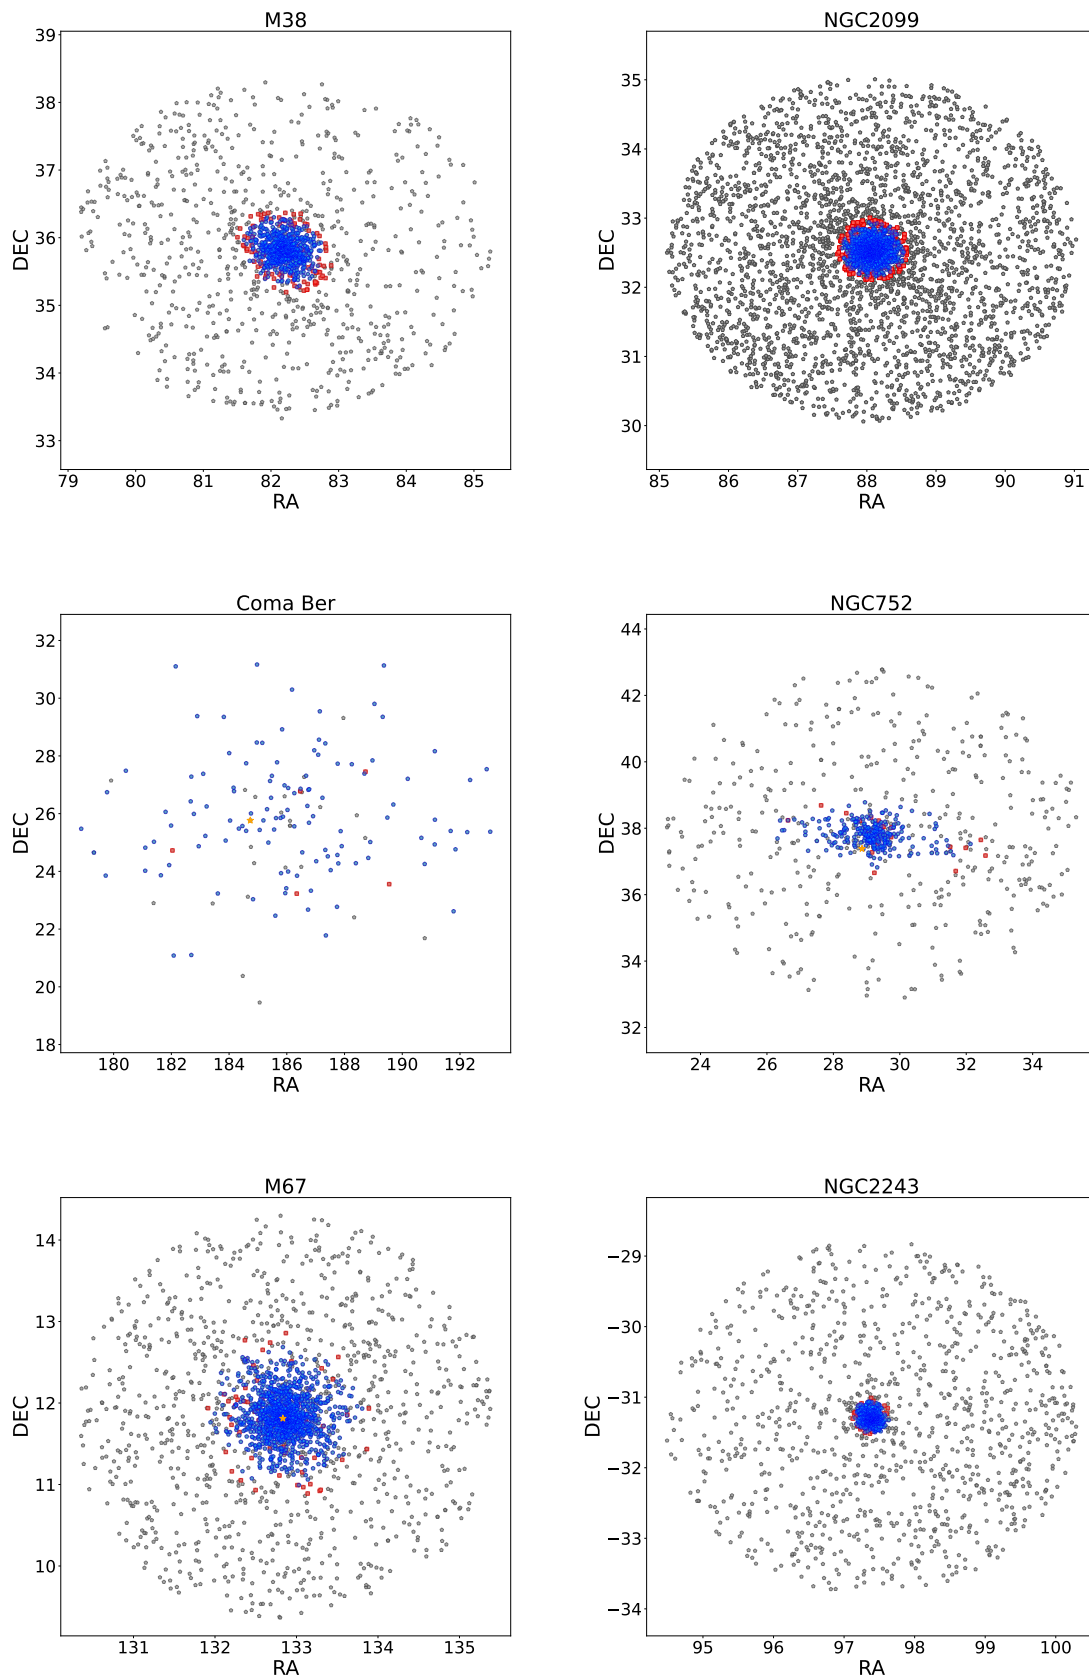 M38
NGC2099
39
38
37
36
35
34
33
DEC
79 80 81 82 83 84 85
RA
35
34
33
32
31
30
DEC
85 86 87 88 89 90 91
RA
Coma Ber
NGC752
32
30
28
26
24
22
20
18
DEC
180 182 184 186 188 190 192
RA
44
42
40
38
36
34
32
DEC
24 26 28 30 32 34
RA
M67
NGC2243
14
13
12
11
10
DEC
131 132 133 134 135
RA
−29
−30
−31
−32
−33
−34
DEC
95 96 97 98 99 100
RA